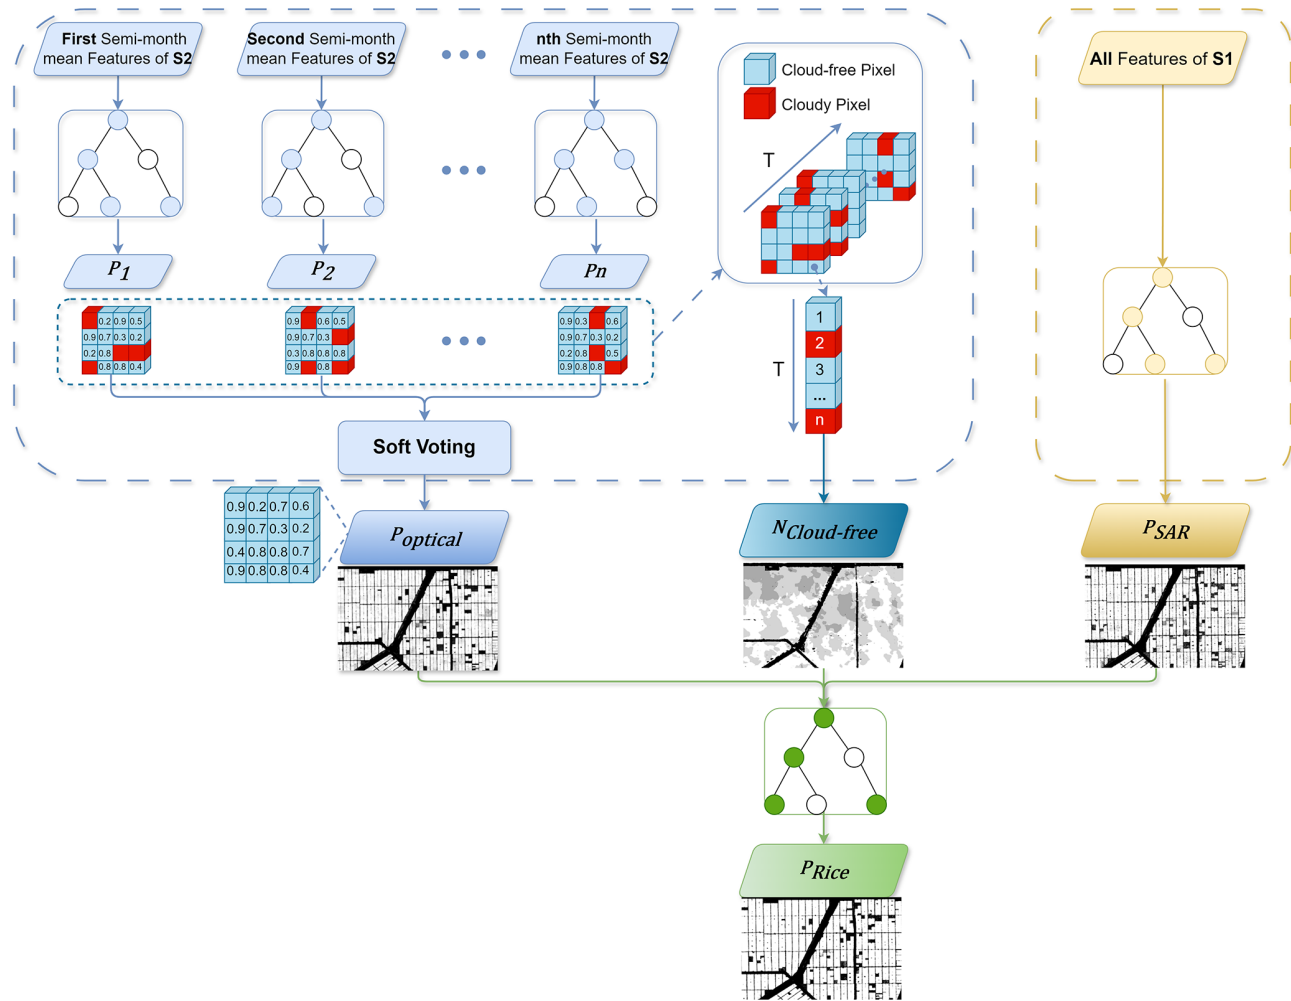 First Semi-month
mean Features of S2
Second Semi-month
mean Features of S2
nth Semi-month
mean Features of S2
All Features of S1
Cloud-free Pixel
Cloudy Pixel
T
P1
P2
Pn
0.2 0.9 0.5
0.9 0.7 0.3 0.2
0.2 0.8
0.8 0.8 0.4
0.9 0.6 0.5
0.9 0.7 0.3
0.3 0.8 0.8 0.8
0.9 0.8
0.9 0.3 0.6
0.9 0.7 0.3 0.2
0.2 0.8 0.5
0.9 0.8 0.8
T
1
2
3
...
n
Soft Voting
0.9 0.2 0.7 0.6
0.9 0.7 0.3 0.2
0.4 0.8 0.8 0.7
0.9 0.8 0.8 0.4
Poptical
NCloud-free
PSAR
PRice